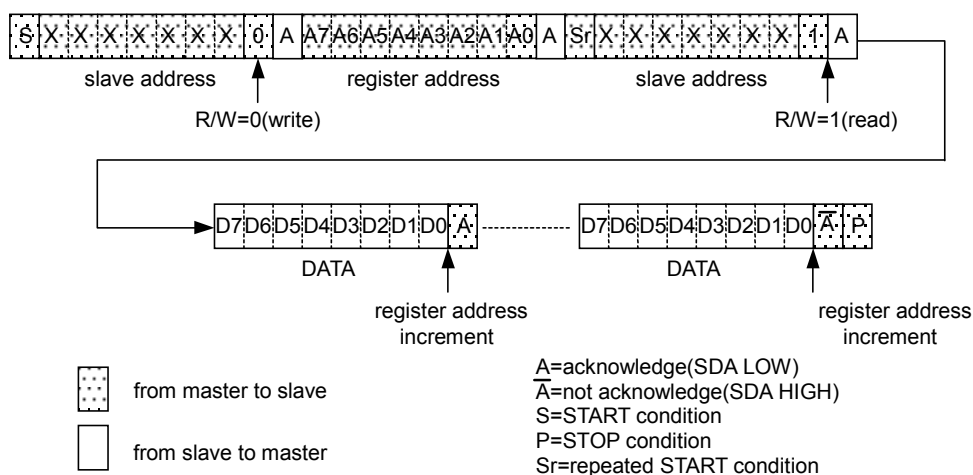 S X X X X X X X 0 A A7 A6 A5 A4 A3 A2 A1 A0 A Sr X X X X X X X 1 A
slave address register address slave address
R/W=0(write) R/W=1(read)
D7 D6 D5 D4 D3 D2 D1 D0 A D7 D6 D5 D4 D3 D2 D1 D0 A̅ P
DATA DATA
register address register address
increment increment
from master to slave
from slave to master
A=acknowledge(SDA LOW)
A̅=not acknowledge(SDA HIGH)
S=START condition
P=STOP condition
Sr=repeated START condition